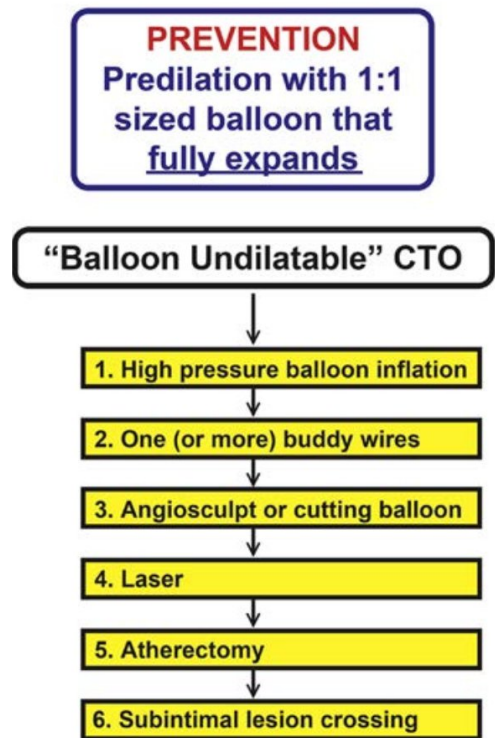 PREVENTION
Predilation with 1:1
sized balloon that
fully expands
“Balloon Undilatable” CTO
1. High pressure balloon inflation
2. One (or more) buddy wires
3. Angiosculpt or cutting balloon
4. Laser
5. Atherectomy
6. Subintimal lesion crossing